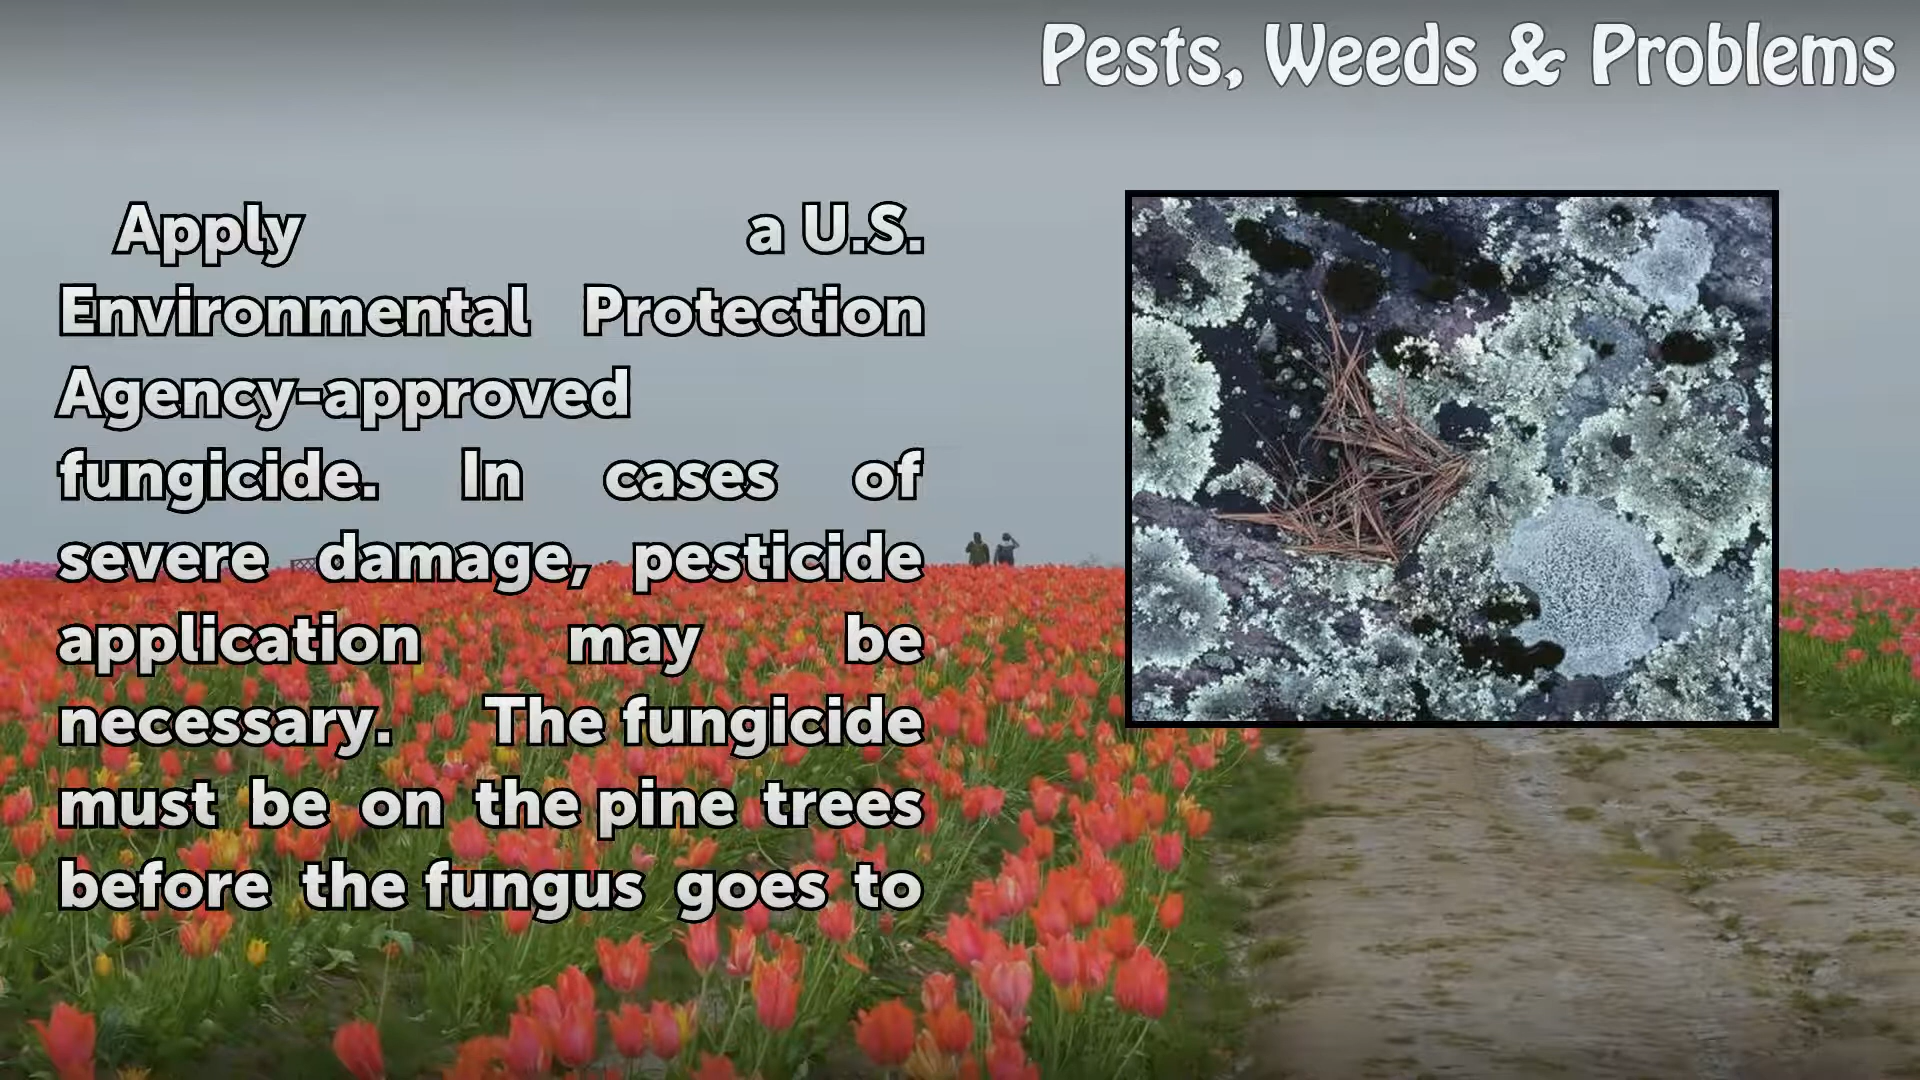 Pests, Weeds & Problems
Apply a U.S.
Environmental Protection
Agency-approved
fungicide. In cases of
severe damage, pesticide
application may be
necessary. The fungicide
must be on the pine trees
before the fungus goes to